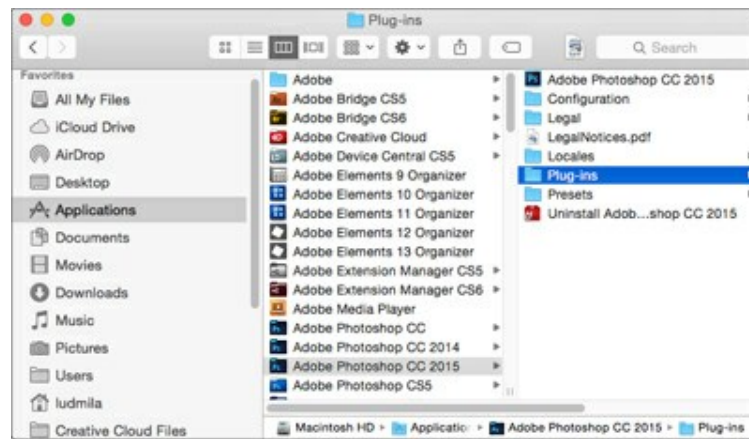 Plug-ins
Search
Favorites
All My Files
iCloud Drive
AirDrop
Desktop
Applications
Documents
Movies
Downloads
Music
Pictures
Users
ludmila
Creative Cloud Files
Adobe
Adobe Bridge CS5
Adobe Bridge CS6
Adobe Creative Cloud
Adobe Device Central CS5
Adobe Elements 9 Organizer
Adobe Elements 10 Organizer
Adobe Elements 11 Organizer
Adobe Elements 12 Organizer
Adobe Elements 13 Organizer
Adobe Extension Manager CS5
Adobe Extension Manager CS6
Adobe Media Player
Adobe Photoshop CC
Adobe Photoshop CC 2014
Adobe Photoshop CC 2015
Adobe Photoshop CS5
Adobe Photoshop CC 2015
Configuration
Legal
LegalNotices.pdf
Locales
Plug-ins
Presets
Uninstall Adob...shop CC 2015
Macintosh HD Applicatio Adobe Photoshop CC 2015 Plug-ins